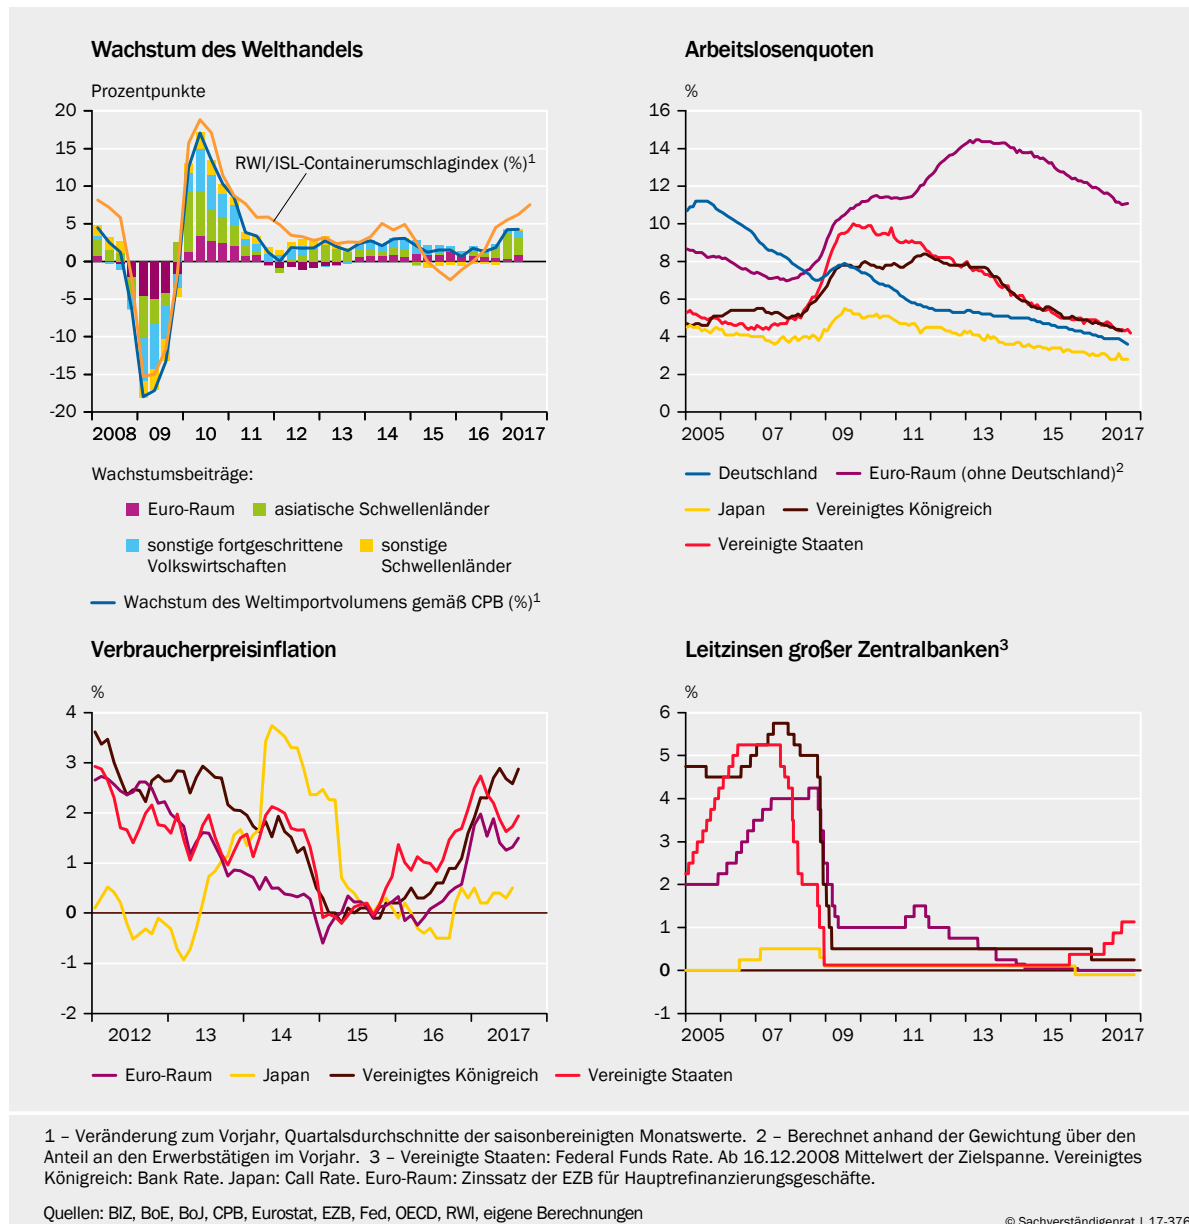 Wachstum des Welthandels
Prozentpunkte
20
15
10
5
0
-5
-10
-15
-20
RWI/ISL-Containerumschlagindex (%)1
2008 09 10 11 12 13 14 15 16 2017
Wachstumsbeiträge:
Euro-Raum asiatische Schwellenländer
sonstige fortgeschrittene sonstige
Volkswirtschaften Schwellenländer
Wachstum des Weltimportvolumens gemäß CPB (%)1
Arbeitslosenquoten
%
16
14
12
10
8
6
4
2
0
2005 07 09 11 13 15 2017
Deutschland Euro-Raum (ohne Deutschland)2
Japan Vereinigtes Königreich
Vereinigte Staaten
Verbraucherpreisinflation
%
4
3
2
1
0
-1
-2
2012 13 14 15 16 2017
Leitzinsen großer Zentralbanken3
%
6
5
4
3
2
1
0
-1
2005 07 09 11 13 15 2017
Euro-Raum Japan Vereinigtes Königreich Vereinigte Staaten
1 – Veränderung zum Vorjahr, Quartalsdurchschnitte der saisonbereinigten Monatswerte. 2 – Berechnet anhand der Gewichtung über den
Anteil an den Erwerbstätigen im Vorjahr. 3 – Vereinigte Staaten: Federal Funds Rate. Ab 16.12.2008 Mittelwert der Zielspanne. Vereinigtes
Königreich: Bank Rate. Japan: Call Rate. Euro-Raum: Zinssatz der EZB für Hauptrefinanzierungsgeschäfte.
Quellen: BIZ, BoE, BoJ, CPB, Eurostat, EZB, Fed, OECD, RWI, eigene Berechnungen
© Sachverständigenrat | 17-376